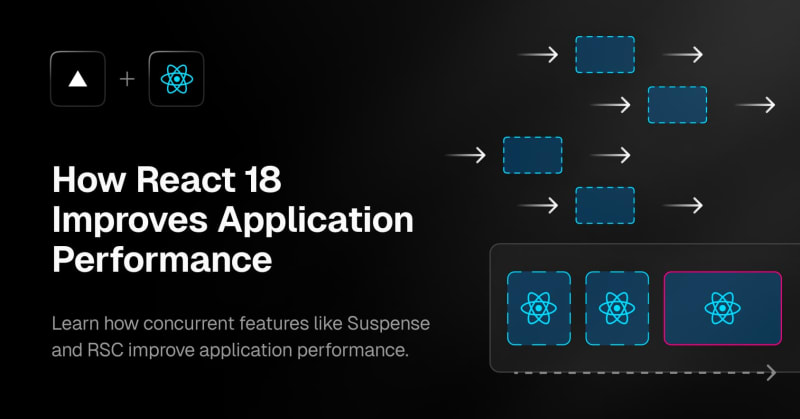 How React 18
Improves Application
Performance
Learn how concurrent features like Suspense
and RSC improve application performance.